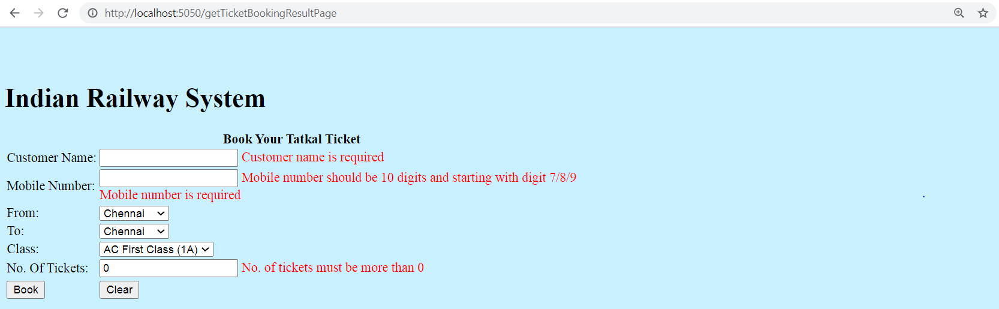 http://localhost:5050/getTicketBookingResultPage
Indian Railway System
Book Your Tatkal Ticket
Customer Name: Customer name is required
Mobile Number: Mobile number should be 10 digits and starting with digit 7/8/9
Mobile number is required
From: Chennai
To: Chennai
Class: AC First Class (1A)
No. Of Tickets: 0 No. of tickets must be more than 0
Book Clear